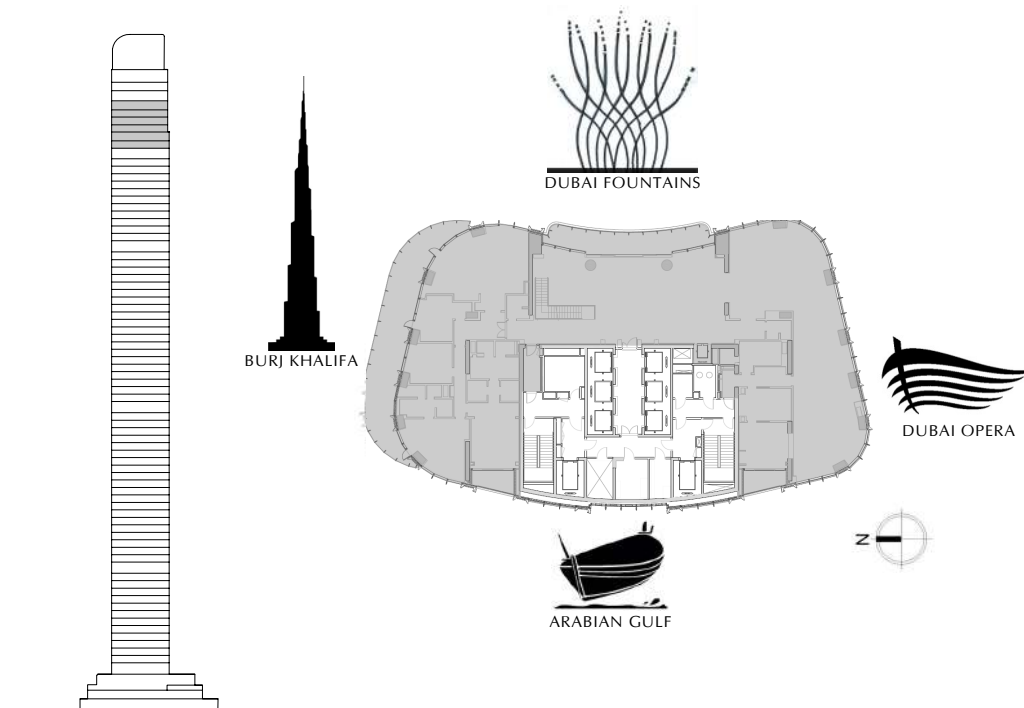 DUBAI FOUNTAINS
BURJ KHALIFA
DUBAI OPERA
N
ARABIAN GULF